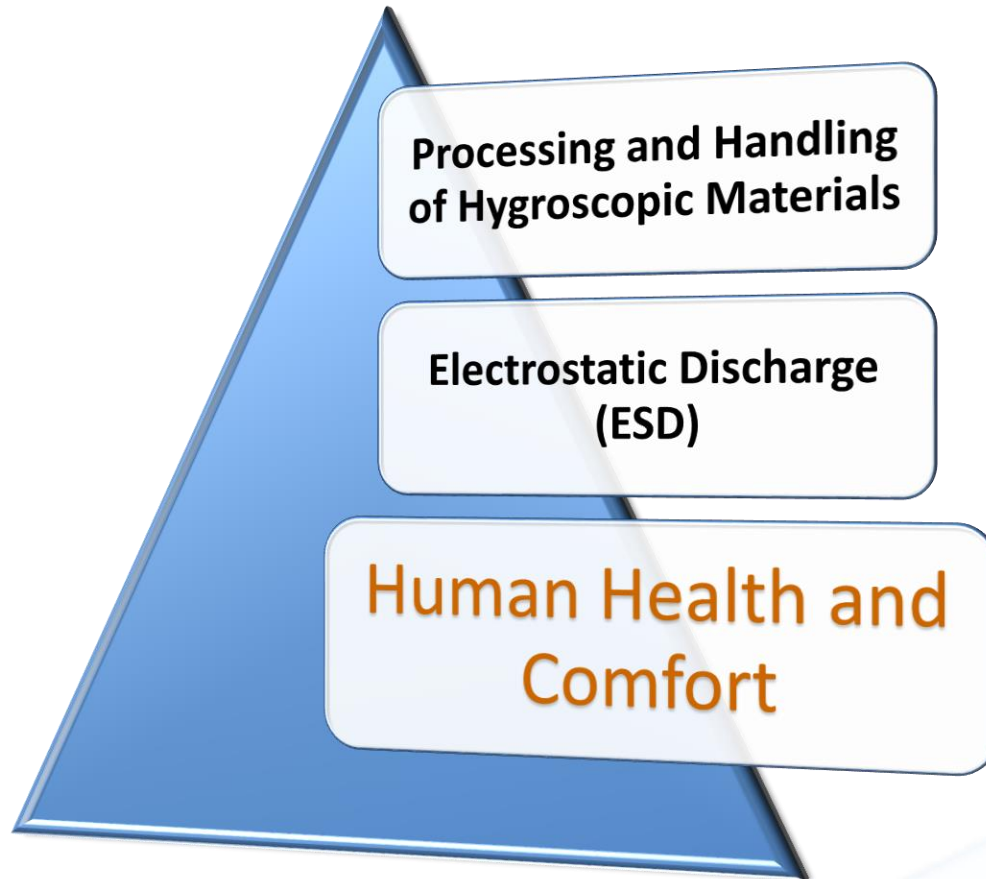 Processing and Handling
of Hygroscopic Materials
Electrostatic Discharge
(ESD)
Human Health and
Comfort